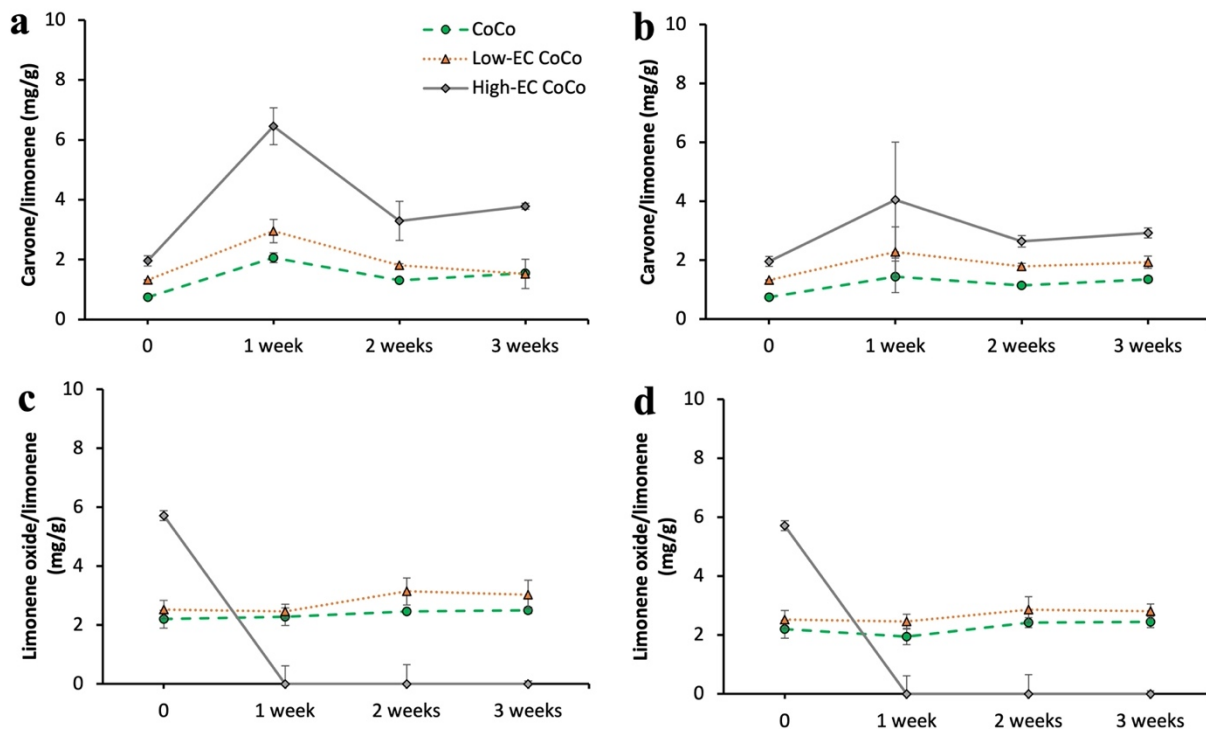 a
Carvone/limonene (mg/g)
10
8
6
4
2
0
0 1 week 2 weeks 3 weeks
CoCo
Low-EC CoCo
High-EC CoCo
b
Carvone/limonene (mg/g)
10
8
6
4
2
0
0 1 week 2 weeks 3 weeks
c
Limonene oxide/limonene
(mg/g)
10
8
6
4
2
0
0 1 week 2 weeks 3 weeks
d
Limonene oxide/limonene
(mg/g)
10
8
6
4
2
0
0 1 week 2 weeks 3 weeks